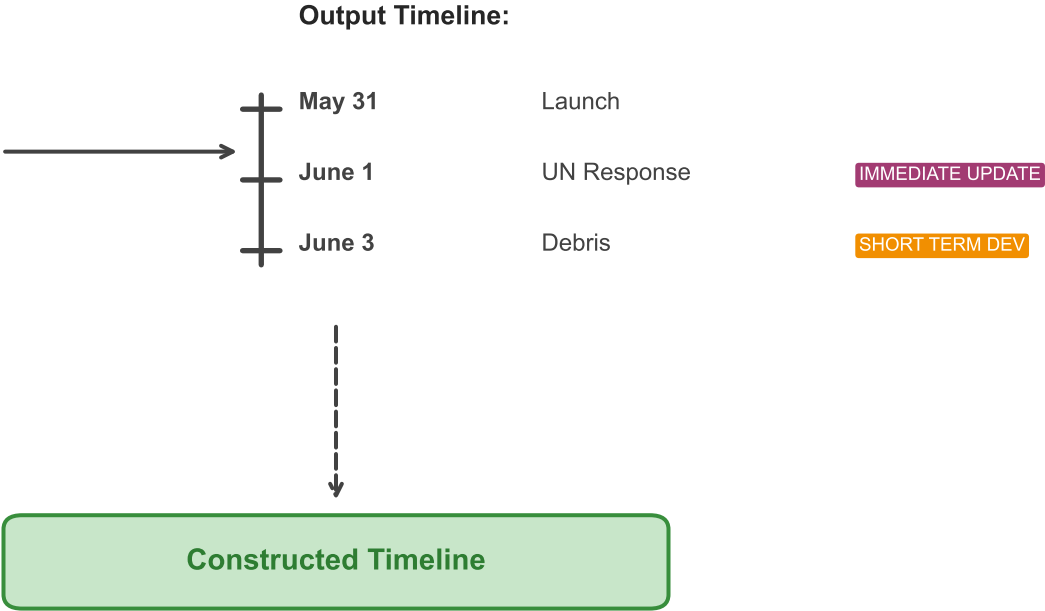 Output Timeline:
May 31 Launch
June 1 UN Response IMMEDIATE UPDATE
June 3 Debris SHORT TERM DEV
Constructed Timeline